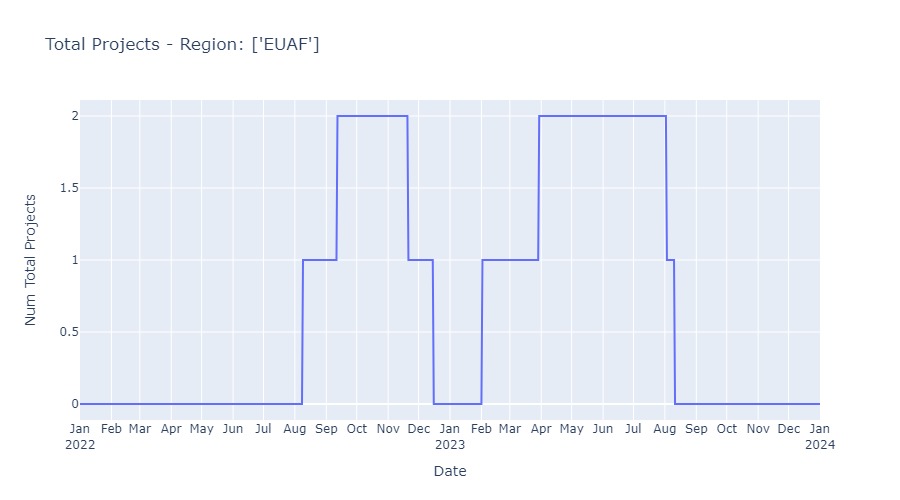 Total Projects - Region: ['EUAF']
2
1.5
1
0.5
0
Num Total Projects
Jan Feb Mar Apr May Jun Jul Aug Sep Oct Nov Dec Jan Feb Mar Apr May Jun Jul Aug Sep Oct Nov Dec Jan
2022 2023 2024
Date